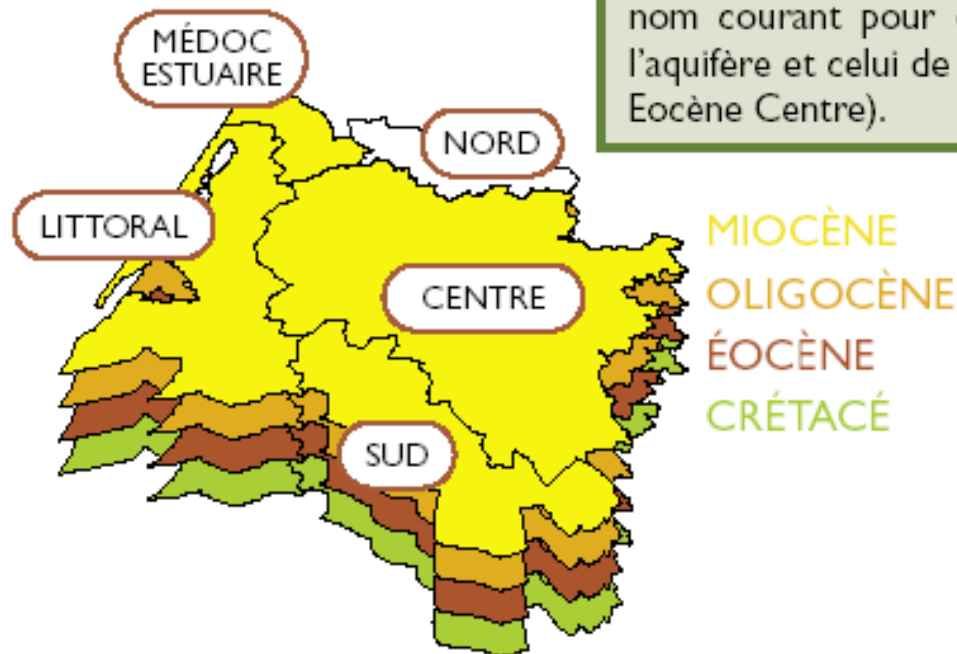 nom courant pour
l'aquifère et celui de
Eocène Centre).
MÉDOC
ESTUAIRE
NORD
LITTORAL
CENTRE
SUD
MIOCÈNE
OLIGOCÈNE
ÉOCÈNE
CRÉTACÉ